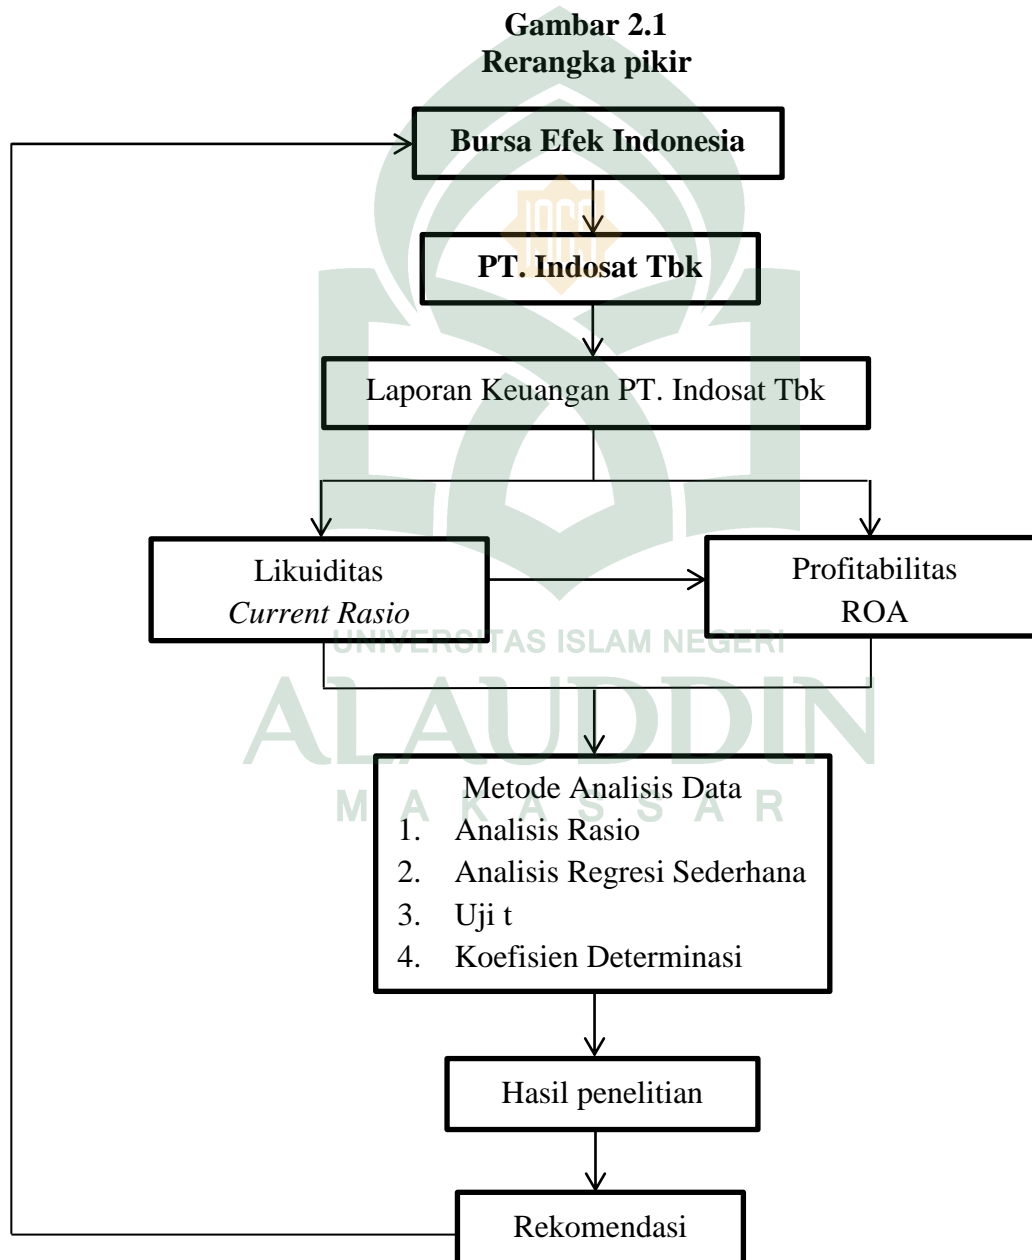 Gambar 2.1
Rerangka pikir
Bursa Efek Indonesia
PT. Indosat Tbk
Laporan Keuangan PT. Indosat Tbk
Likuiditas
Current Rasio
Profitabilitas
ROA
UNIVERSITAS ISLAM NEGERI
ALAUDDIN
MAKASSAR
Metode Analisis Data
1. Analisis Rasio
2. Analisis Regresi Sederhana
3. Uji t
4. Koefisien Determinasi
Hasil penelitian
Rekomendasi